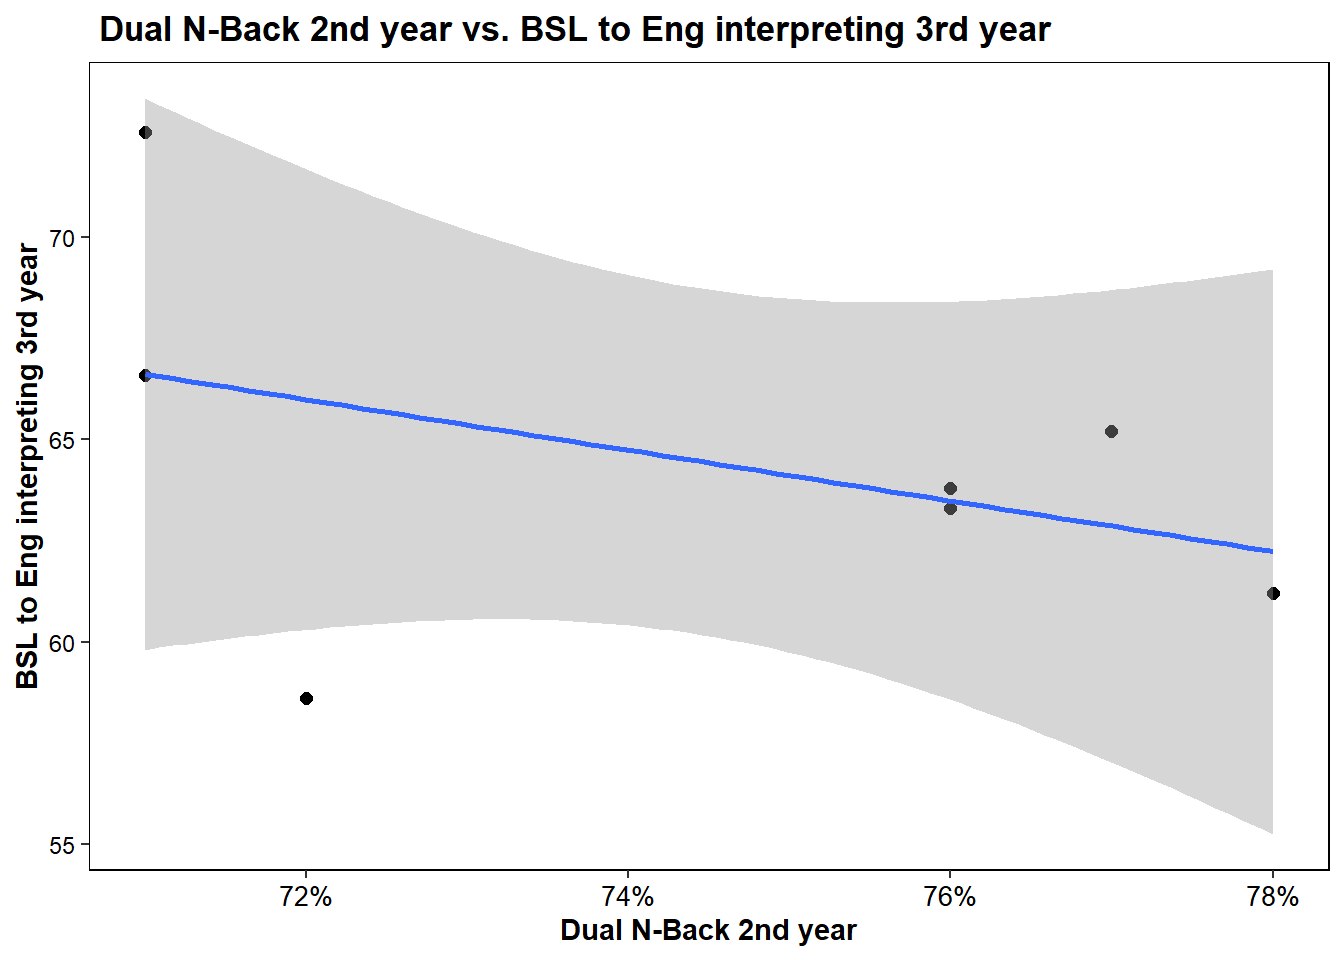 Dual N-Back 2nd year vs. BSL to Eng interpreting 3rd year
BSL to Eng interpreting 3rd year
70
65
60
55
72%
74%
76%
78%
Dual N-Back 2nd year